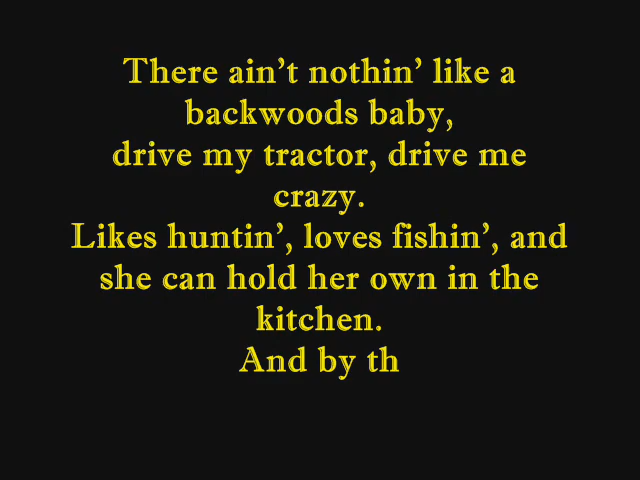 There ain't nothin' like a
backwoods baby,
drive my tractor, drive me
crazy.
Likes huntin', loves fishin', and
she can hold her own in the
kitchen.
And by th